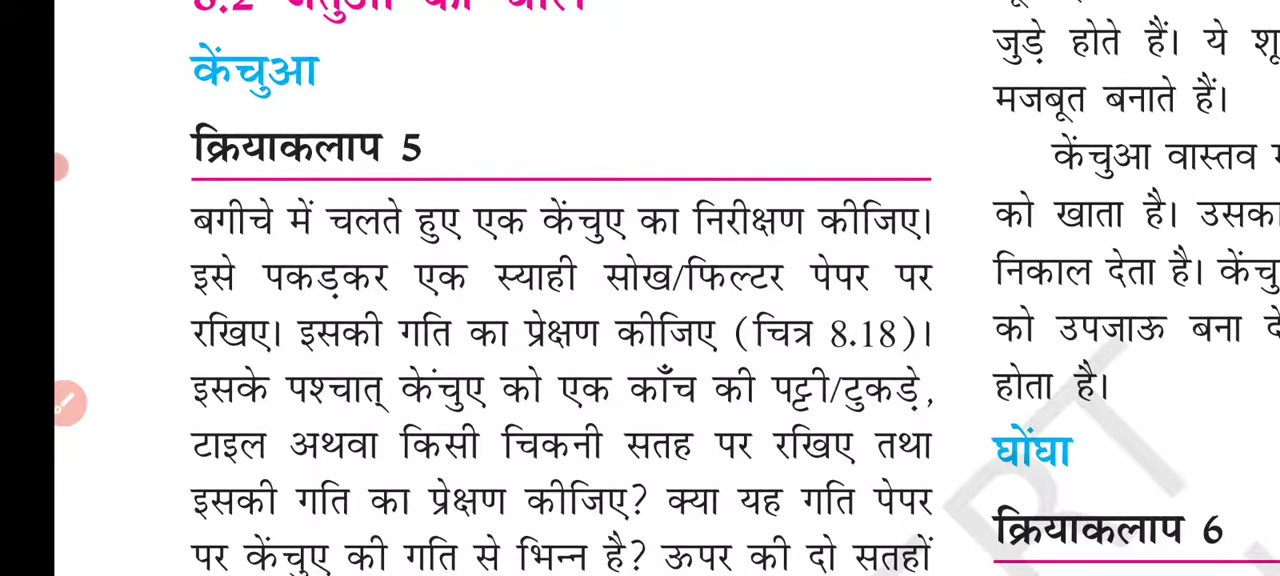 केंचुआ
क्रियाकलाप 5
बगीचे में चलते हुए एक केंचुए का निरीक्षण कीजिए।
इसे पकड़कर एक स्याही सोख/फिल्टर पेपर पर
रखिए। इसकी गति का प्रेक्षण कीजिए (चित्र 8.18)।
इसके पश्चात् केंचुए को एक काँच की पट्टी/टुकड़े,
टाइल अथवा किसी चिकनी सतह पर रखिए तथा
इसकी गति का प्रेक्षण कीजिए? क्या यह गति पेपर
पर केंचुए की गति से भिन्न है? ऊपर की दो सतहों
जुड़े होते हैं। ये
मजबूत बनाते हैं।
केंचुआ वास्तव
को खाता है। उसका
निकाल देता है।
को उपजाऊ बना
होता है।
घोंघा
क्रियाकलाप 6